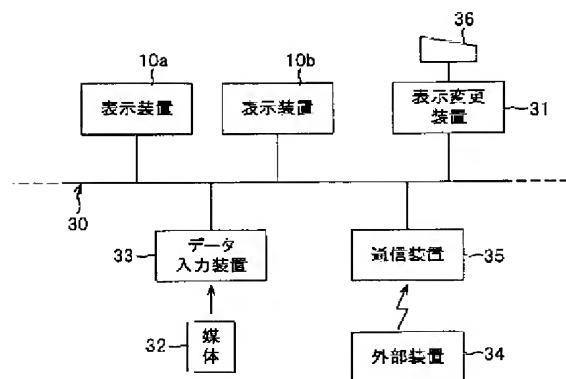 36
10a
10b
表示装置
表示装置
表示変更
装置
31
30
33
データ
入力装置
通信装置
35
32
媒
体
外部装置
34